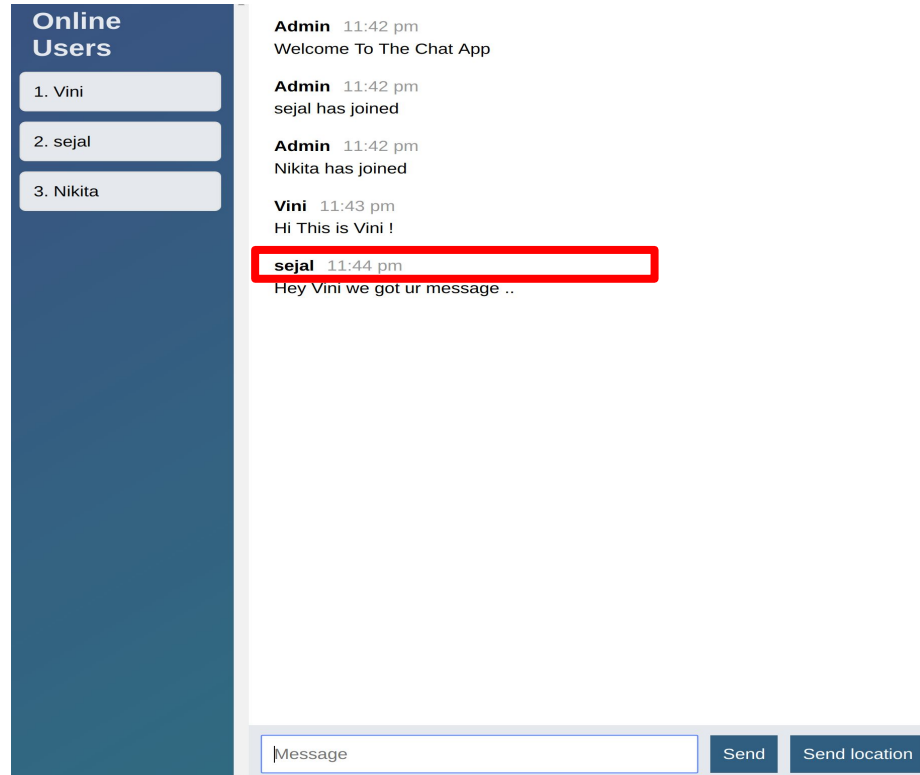 Online
Users
1. Vini
2. sejal
3. Nikita
Admin 11:42 pm
Welcome To The Chat App
Admin 11:42 pm
sejal has joined
Admin 11:42 pm
Nikita has joined
Vini 11:43 pm
Hi This is Vini !
sejal 11:44 pm
Hey Vini we got ur message ..
Message
Send
Send location